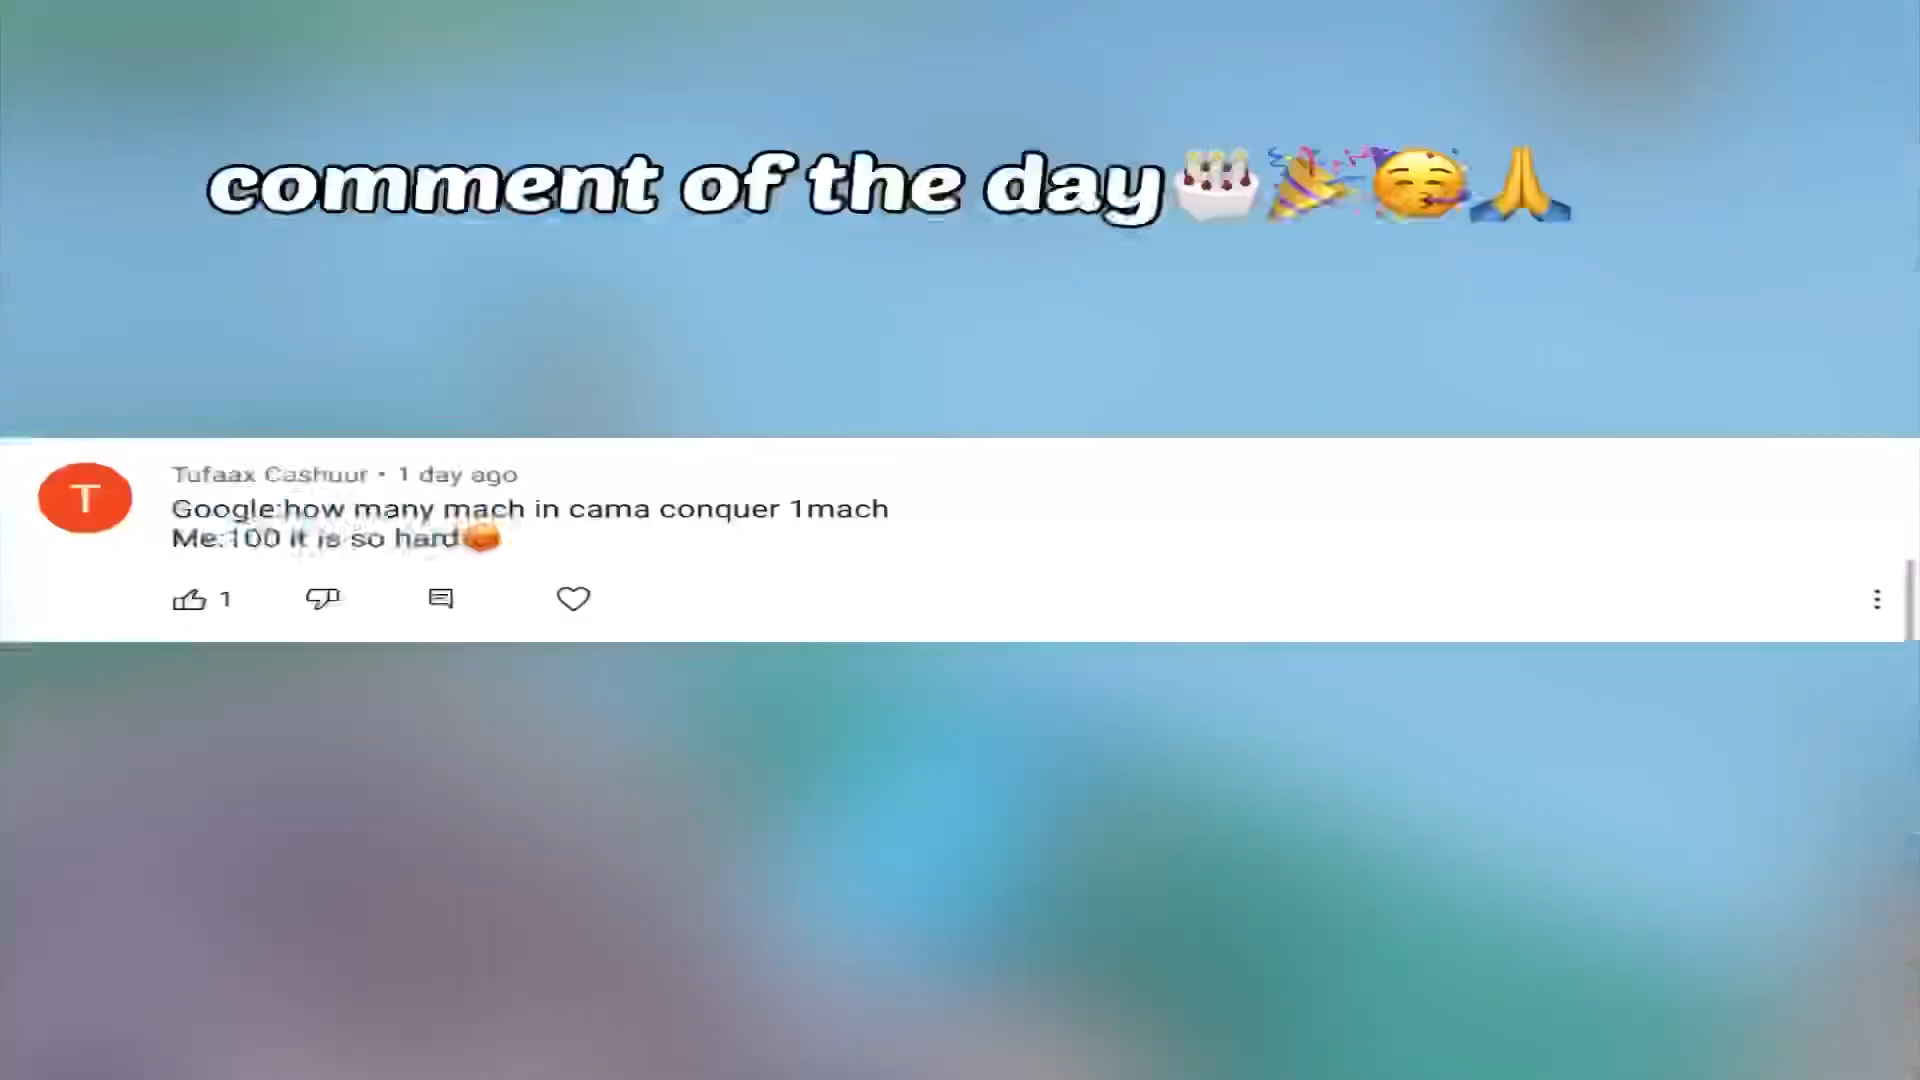 comment of the day🎂🎉🥳🙏
T
Tufaax Cashuur • 1 day ago
Google:how many mach in cama conquer 1mach
Me:100 it is so hard
1